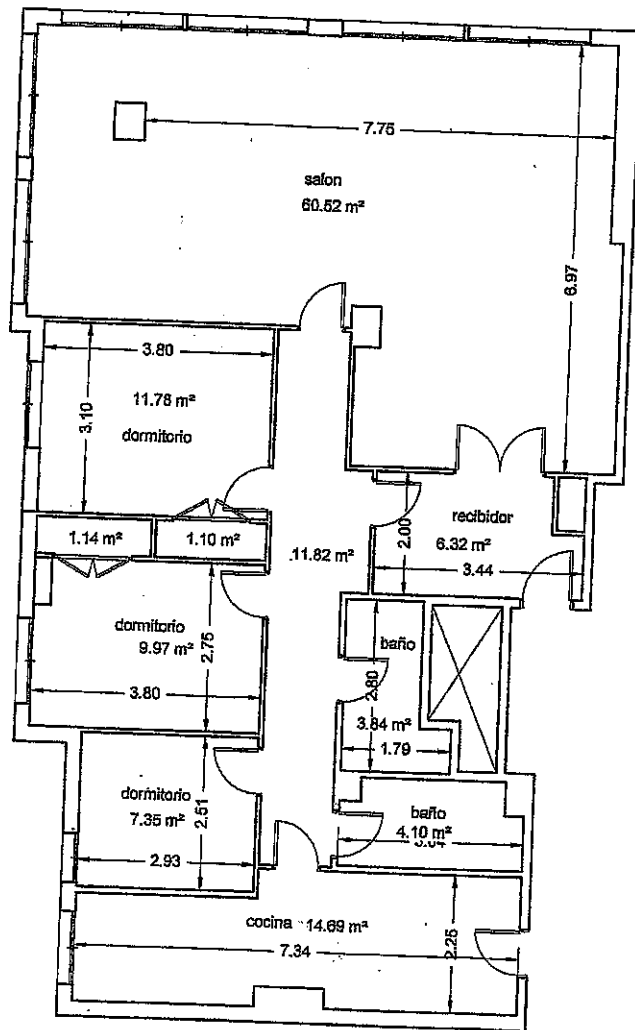 7.75
salon
60.52 m²
6.97
3.80
11.78 m²
3.10
dormitorio
1.14 m²
1.10 m²
11.82 m²
2.00
recibidor
6.32 m²
3.44
dormitorio
9.97 m²
2.75
3.80
baño
2.80
3.84 m²
1.79
dormitorio
7.35 m²
2.51
2.93
baño
4.10 m²
cocina 14.69 m²
7.34
2.25